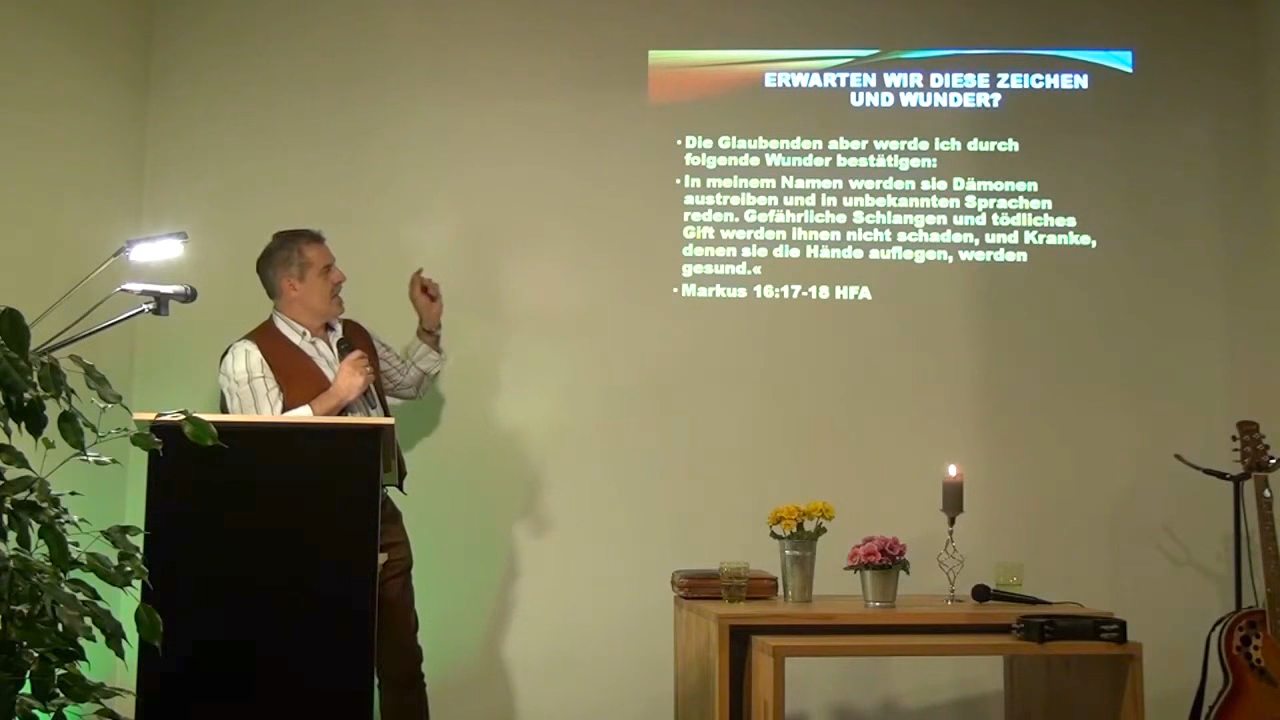 ERWARTEN WIR DIESE ZEICHEN
UND WUNDER?
• Die Glaubenden aber werde ich durch
folgende Wunder bestätigen:
• In meinem Namen werden sie Dämonen
austreiben und in unbekannten Sprachen
reden. Gefährliche Schlangen und tödliches
Gift werden ihnen nicht schaden, und Kranke,
denen sie die Hände auflegen, werden
gesund.«
• Markus 16:17-18 HFA